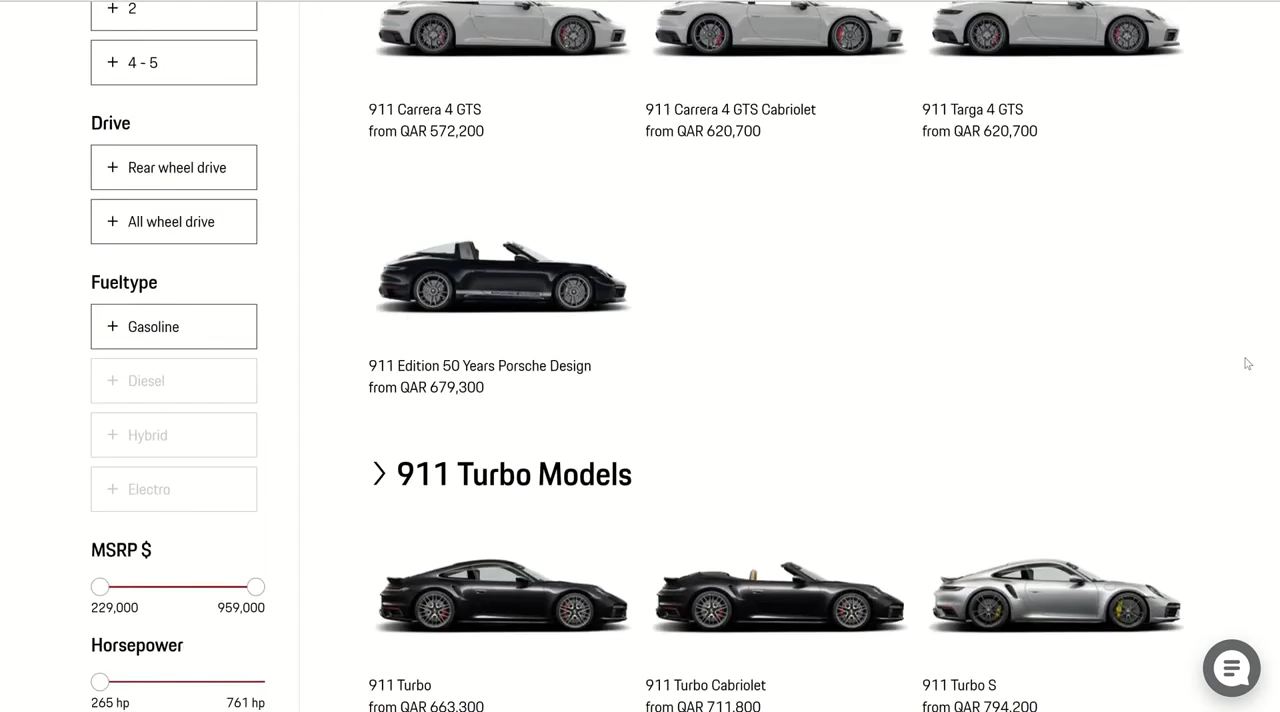 2
4 - 5
Drive
Rear wheel drive
All wheel drive
Fueltype
Gasoline
Diesel
Hybrid
Electro
MSRP $
229,000 959,000
Horsepower
265 hp 761 hp
911 Carrera 4 GTS
from QAR 572,200
911 Carrera 4 GTS Cabriolet
from QAR 620,700
911 Targa 4 GTS
from QAR 620,700
911 Edition 50 Years Porsche Design
from QAR 679,300
911 Turbo Models
911 Turbo
from QAR 663,300
911 Turbo Cabriolet
from QAR 711,800
911 Turbo S
from QAR 794,200